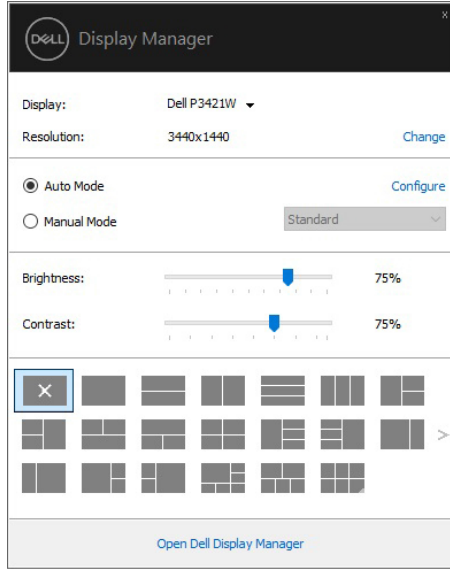 DELL Display Manager
x
Display: Dell P3421W
Resolution: 3440x1440 Change
Auto Mode Configure
Manual Mode Standard
Brightness: 75%
Contrast: 75%
Open Dell Display Manager